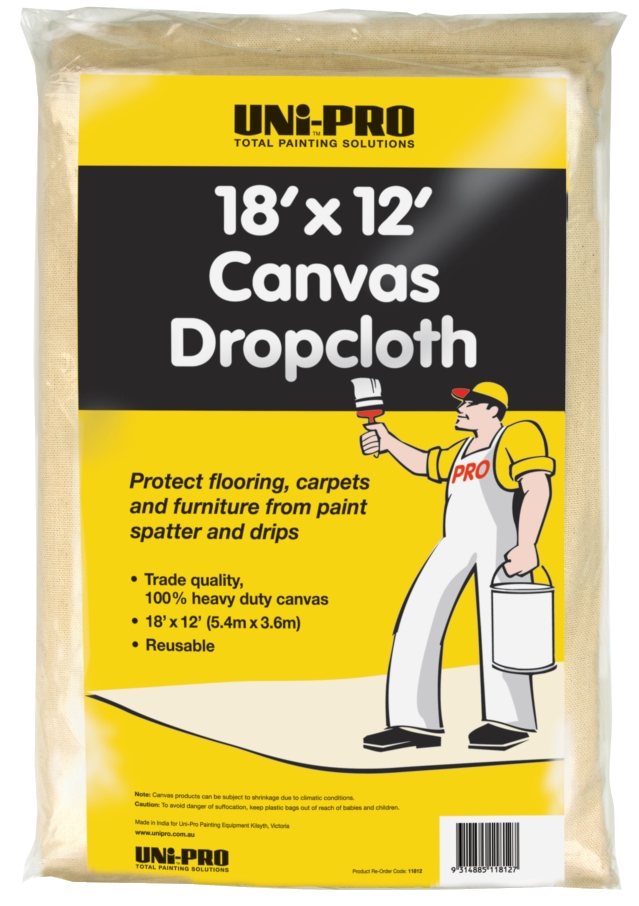 UNi-PRO
™
TOTAL PAINTING SOLUTIONS
18' x 12'
Canvas
Dropcloth
PRO
Protect flooring, carpets
and furniture from paint
spatter and drips
• Trade quality,
100% heavy duty canvas
• 18' x 12' (5.4m x 3.6m)
• Reusable
Note: Canvas products can be subject to shrinkage due to climatic conditions.
Caution: To avoid danger of suffocation, keep plastic bags out of reach of babies and children.
Made in India for Uni-Pro Painting Equipment Kilsyth, Victoria
www.unipro.com.au
UNi-PRO
TOTAL PAINTING SOLUTIONS
Product Re-Order Code: 11812
9 314885 118127